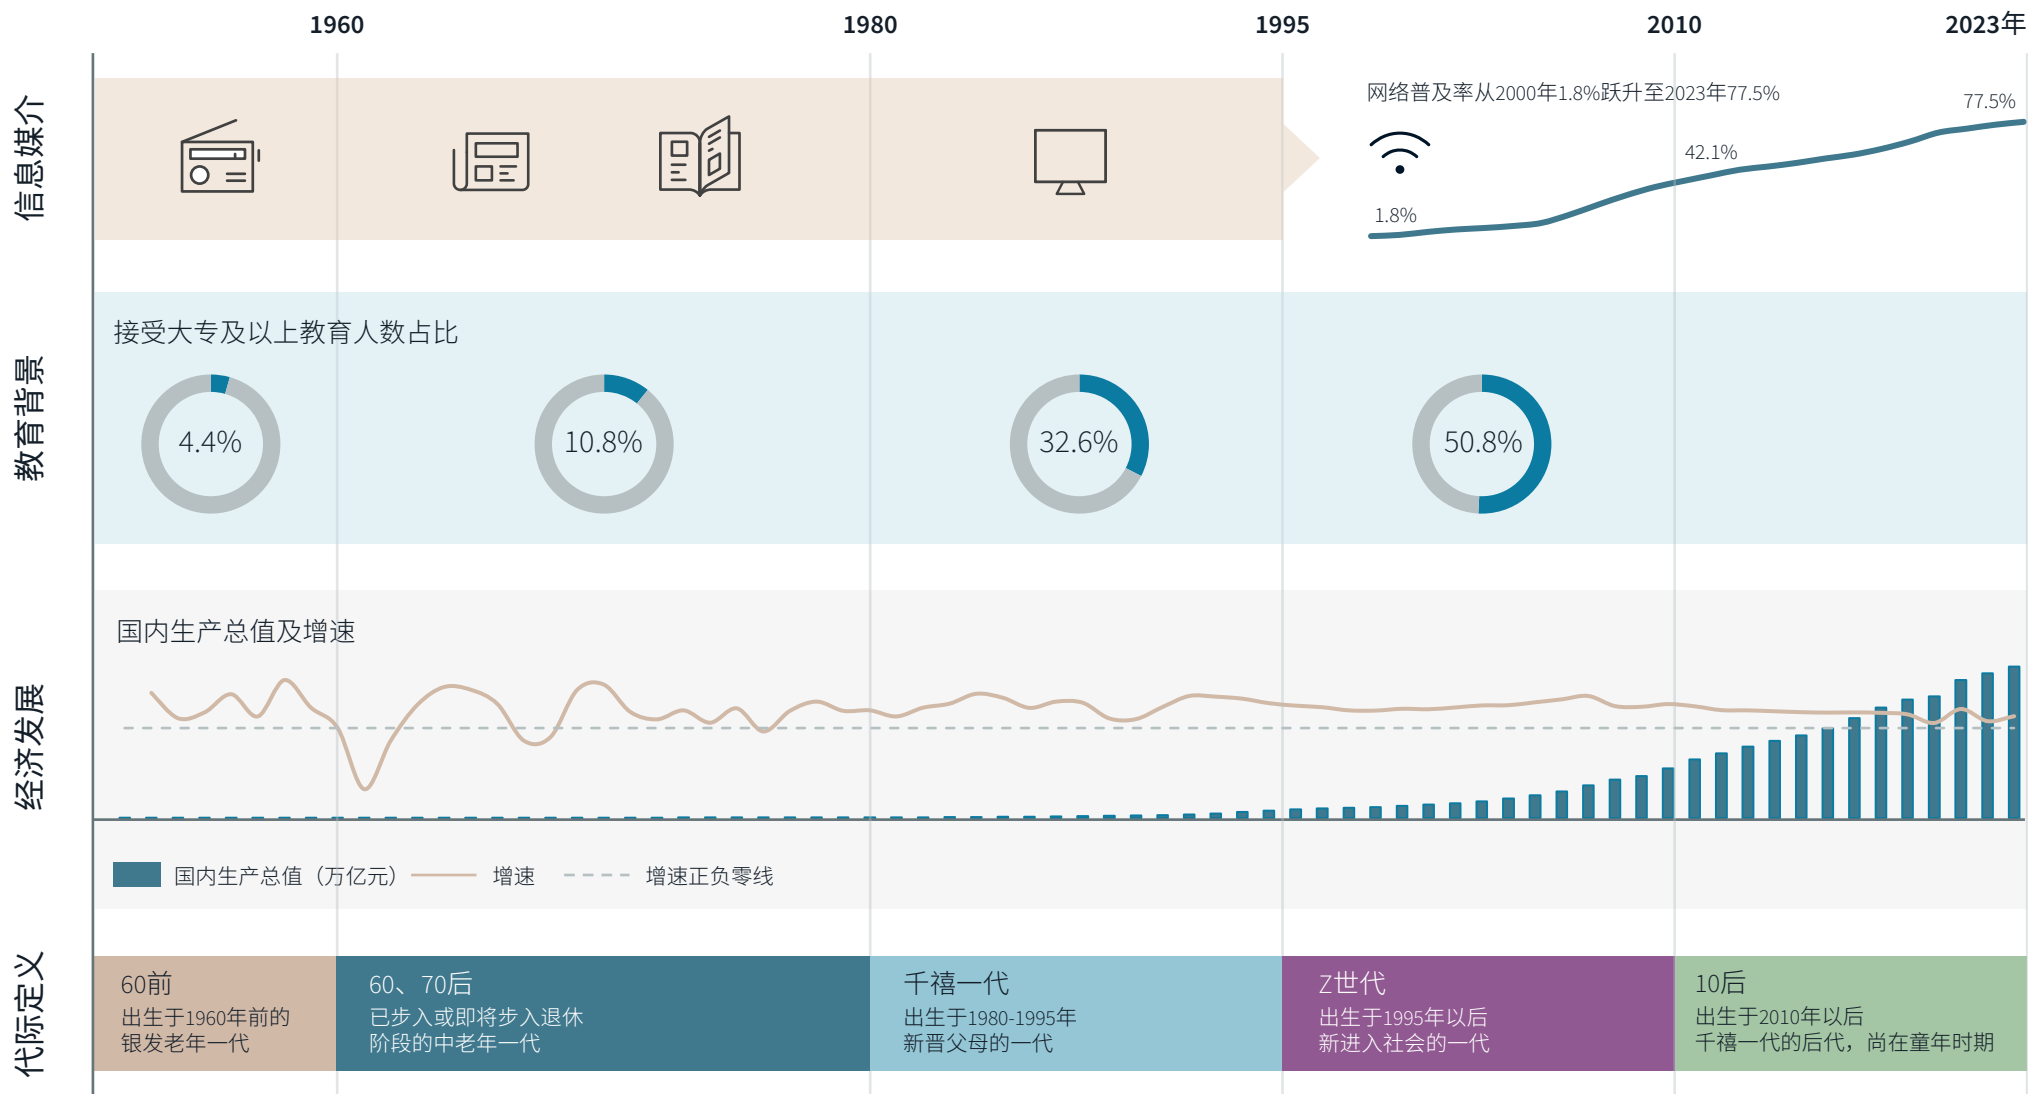 1960
1980
1995
2010
2023年
信息媒介
网络普及率从2000年1.8%跃升至2023年77.5%
77.5%
42.1%
1.8%
教育背景
接受大专及以上教育人数占比
4.4%
10.8%
32.6%
50.8%
经济发展
国内生产总值及增速
国内生产总值（万亿元）
增速
增速正负零线
代际定义
60前
出生于1960年前的
银发老年一代
60、70后
已步入或即将步入退休
阶段的中老年一代
千禧一代
出生于1980-1995年
新晋父母的一代
Z世代
出生于1995年以后
新进入社会的一代
10后
出生于2010年以后
千禧一代的后代，尚在童年时期